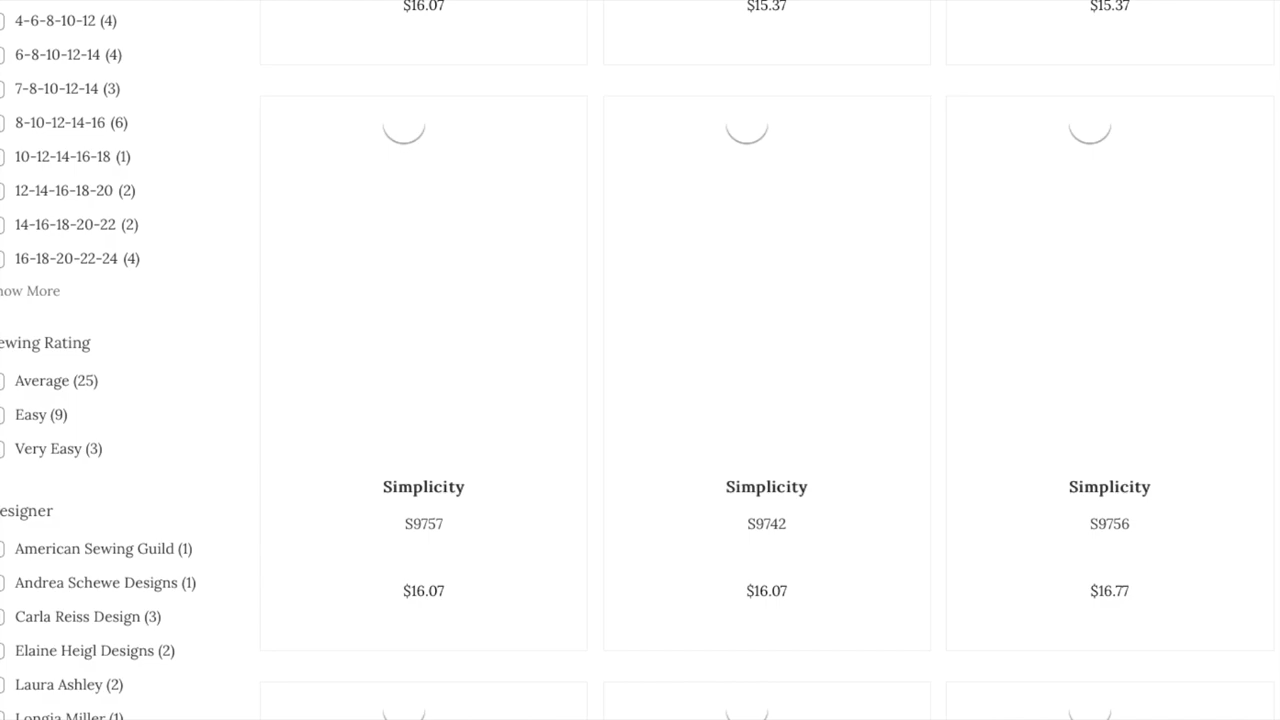 $16.07
$15.37
$15.37
4-6-8-10-12 (4)
6-8-10-12-14 (4)
7-8-10-12-14 (3)
8-10-12-14-16 (6)
10-12-14-16-18 (1)
12-14-16-18-20 (2)
14-16-18-20-22 (2)
16-18-20-22-24 (4)
how More
ewing Rating
Average (25)
Easy (9)
Very Easy (3)
esigner
American Sewing Guild (1)
Andrea Schewe Designs (1)
Carla Reiss Design (3)
Elaine Heigl Designs (2)
Laura Ashley (2)
Longia Miller (1)
Simplicity
S9757
$16.07
Simplicity
S9742
$16.07
Simplicity
S9756
$16.77